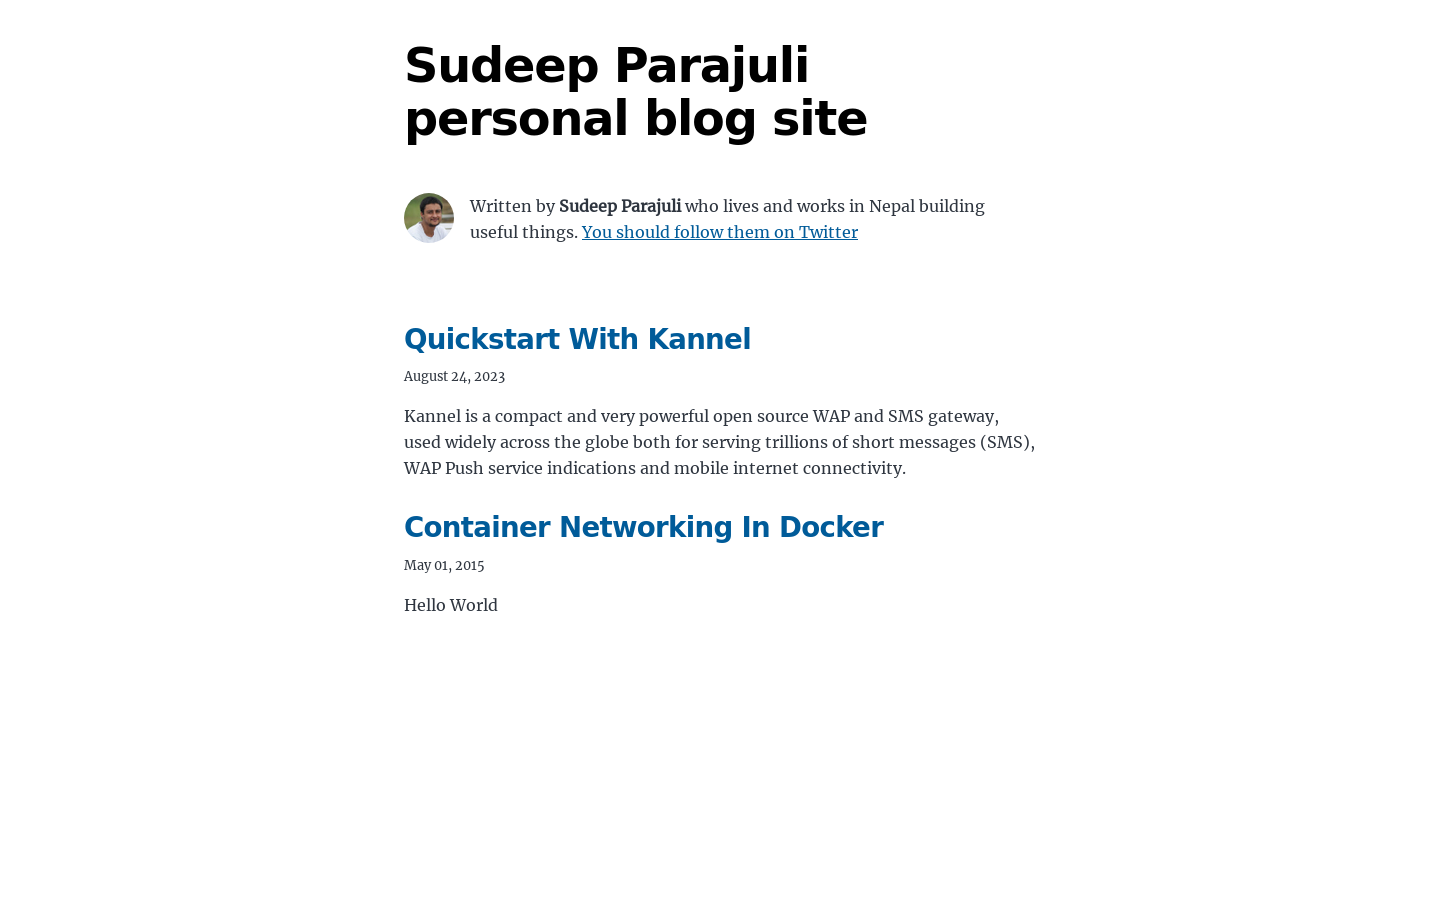 Sudeep Parajuli
personal blog site
Written by Sudeep Parajuli who lives and works in Nepal building
useful things. You should follow them on Twitter
Quickstart With Kannel
August 24, 2023
Kannel is a compact and very powerful open source WAP and SMS gateway,
used widely across the globe both for serving trillions of short messages (SMS),
WAP Push service indications and mobile internet connectivity.
Container Networking In Docker
May 01, 2015
Hello World